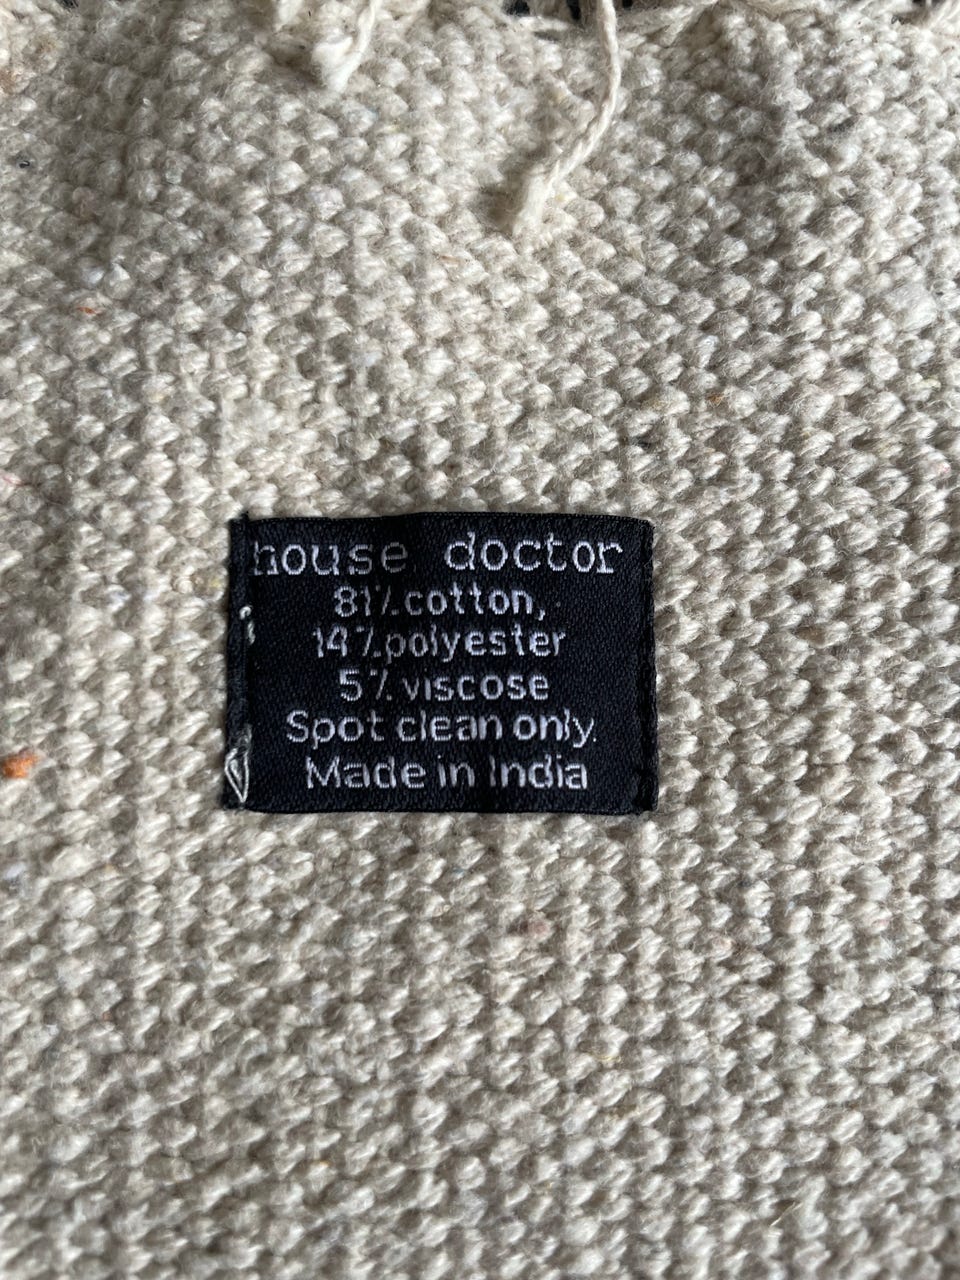 house doctor
81% cotton,
14% polyester
5% viscose
Spot clean only.
Made in India